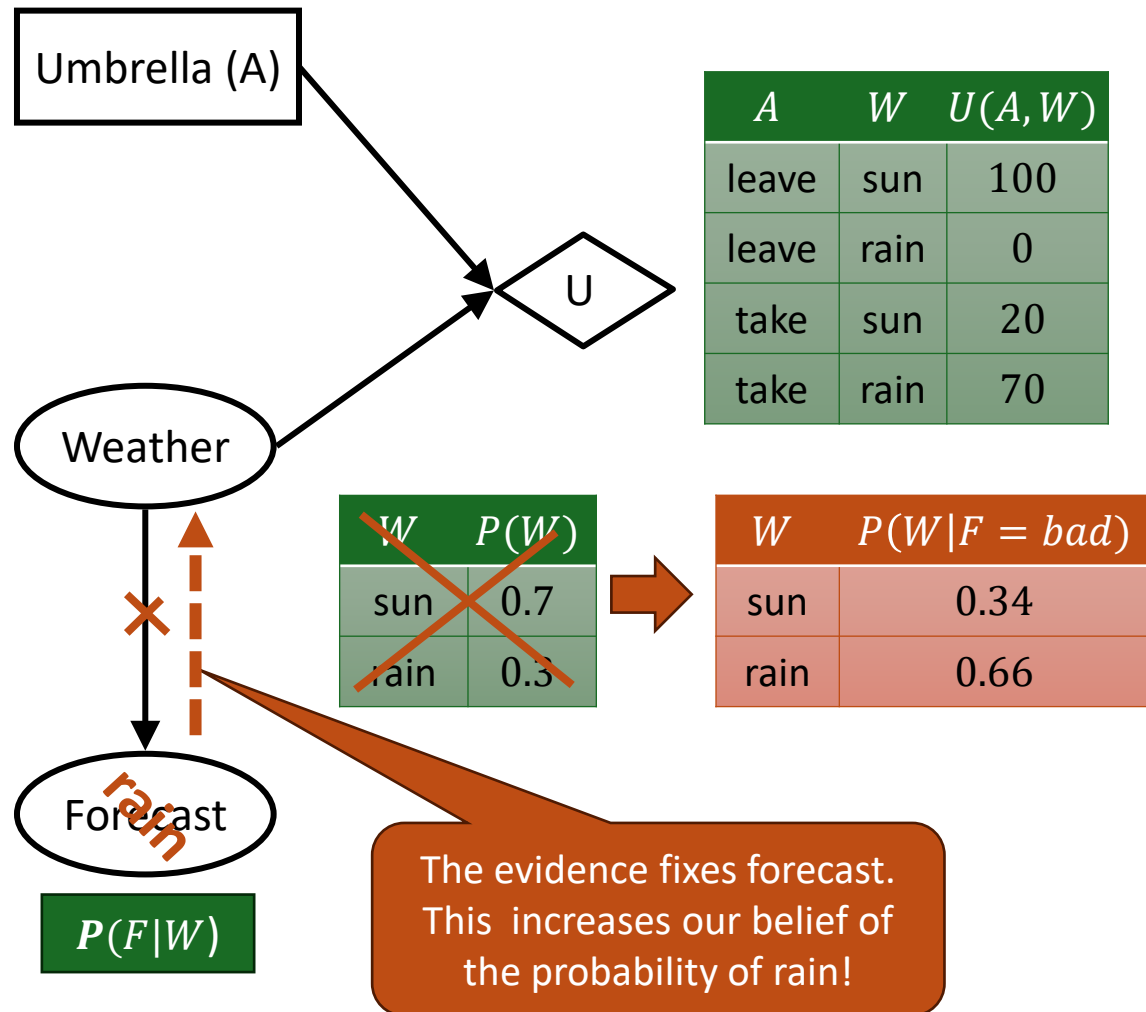 Umbrella (A)
A W U(A, W)
leave sun 100
leave rain 0
take sun 20
take rain 70
U
Weather
W P(W)
sun 0.7
rain 0.3
W P(W|F = bad)
sun 0.34
rain 0.66
Forecast
rain
P(F|W)
The evidence fixes forecast.
This increases our belief of
the probability of rain!